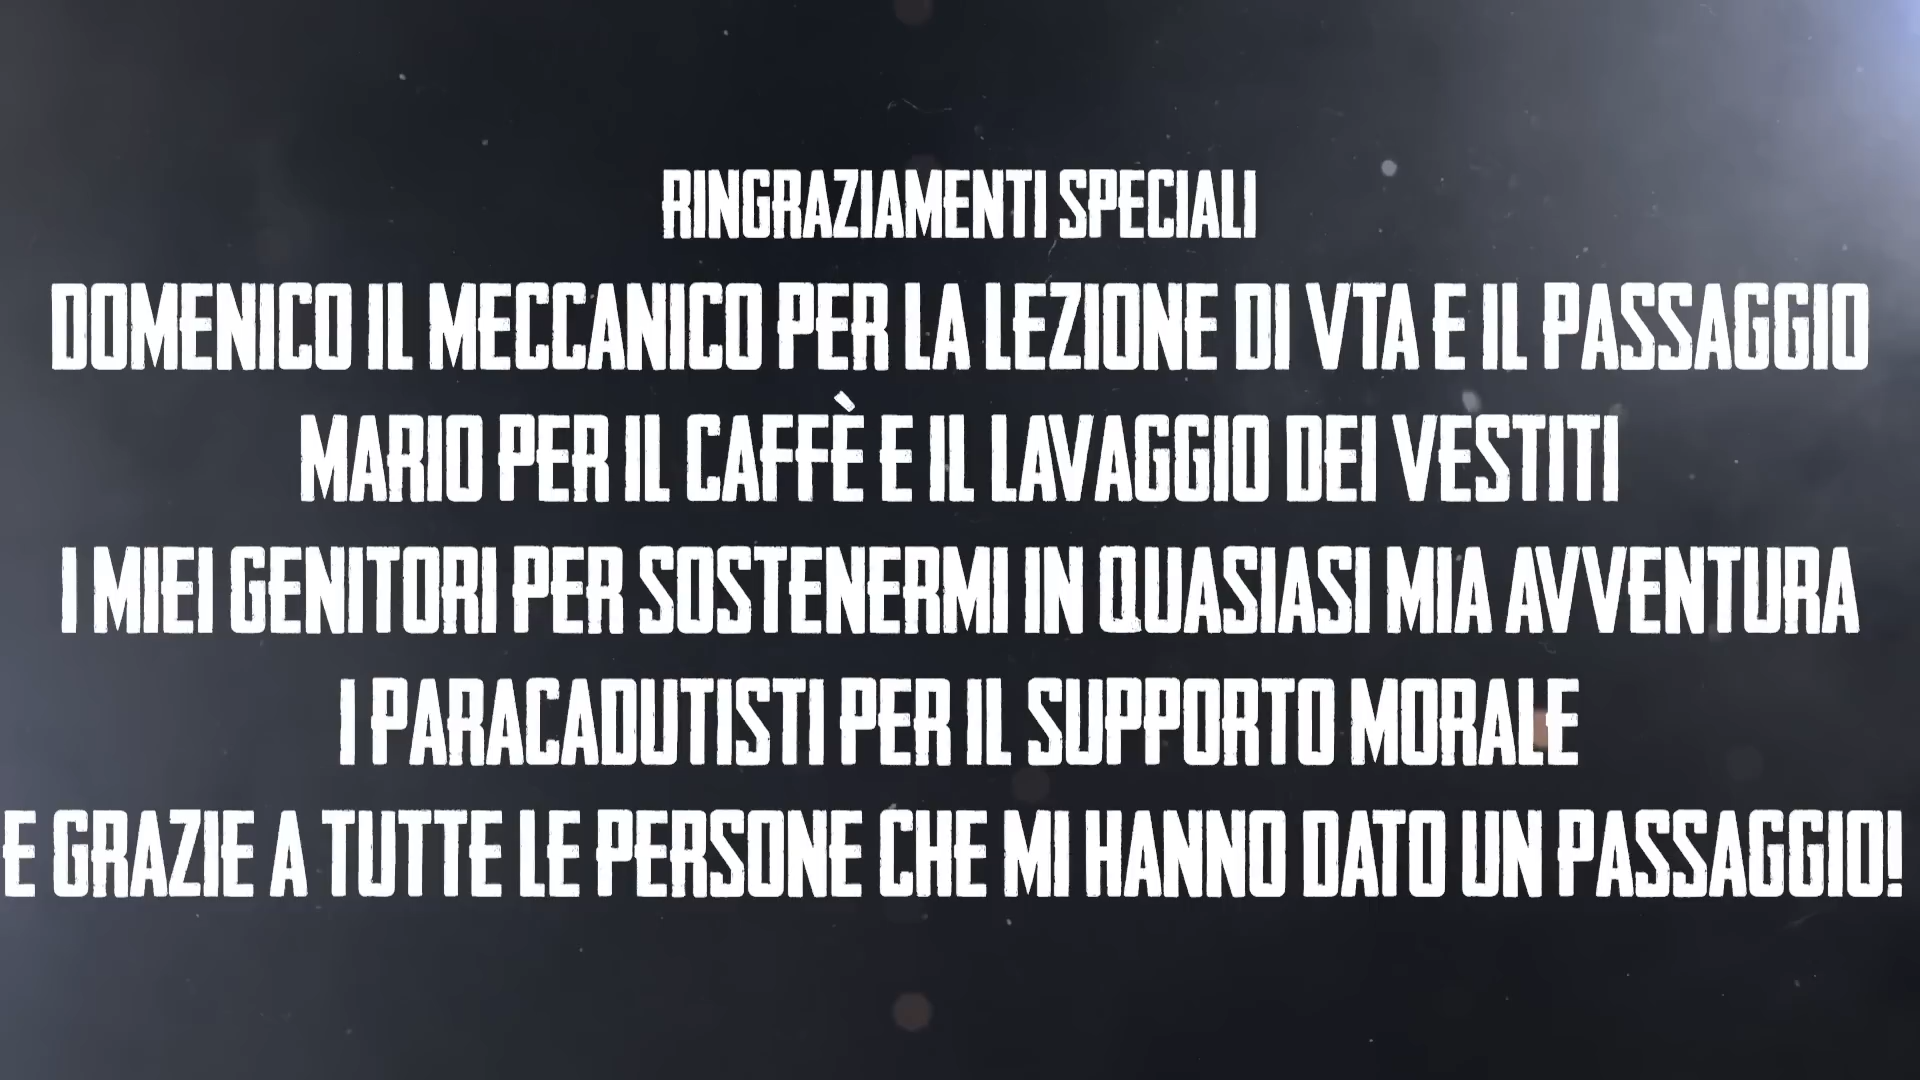 RINGRAZIAMENTI SPECIALI
DOMENICO IL MECCANICO PER LA LEZIONE DI VTA E IL PASSAGGIO
MARIO PER IL CAFFÈ E IL LAVAGGIO DEI VESTITI
I MIEI GENITORI PER SOSTENERMI IN QUASIASI MIA AVVENTURA
I PARACADUTISTI PER IL SUPPORTO MORALE
E GRAZIE A TUTTE LE PERSONE CHE MI HANNO DATO UN PASSAGGIO!